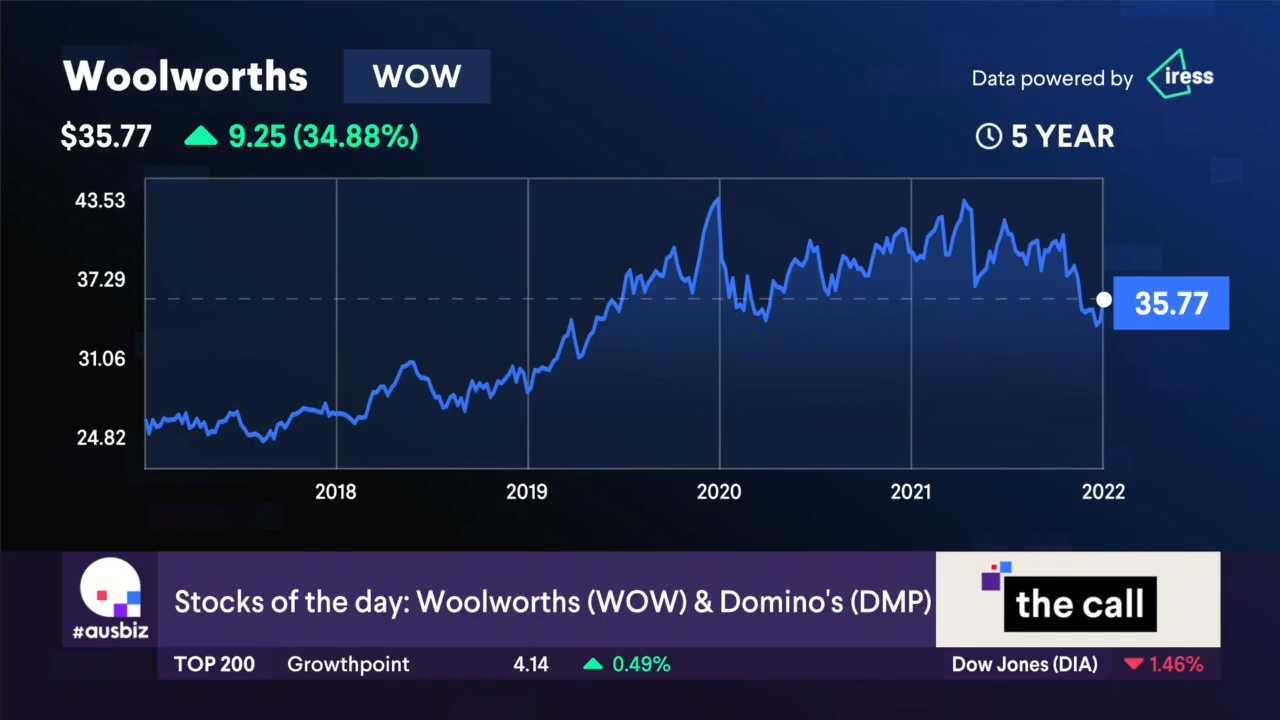 Woolworths WOW
Data powered by iress
$35.77 9.25 (34.88%)
5 YEAR
43.53
37.29
35.77
31.06
24.82
2018 2019 2020 2021 2022
#ausbiz
Stocks of the day: Woolworths (WOW) & Domino's (DMP)
the call
TOP 200 Growthpoint 4.14 0.49% Dow Jones (DIA) 1.46%